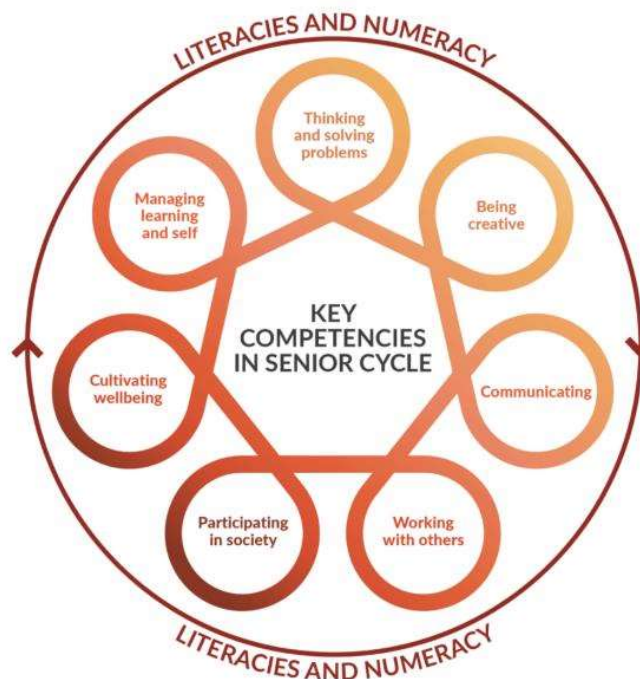 LITERACIES AND NUMERACY
Thinking
and solving
problems
Being
creative
Communicating
Working
with others
Participating
in society
Cultivating
wellbeing
Managing
learning
and self
KEY
COMPETENCIES
IN SENIOR CYCLE
LITERACIES AND NUMERACY